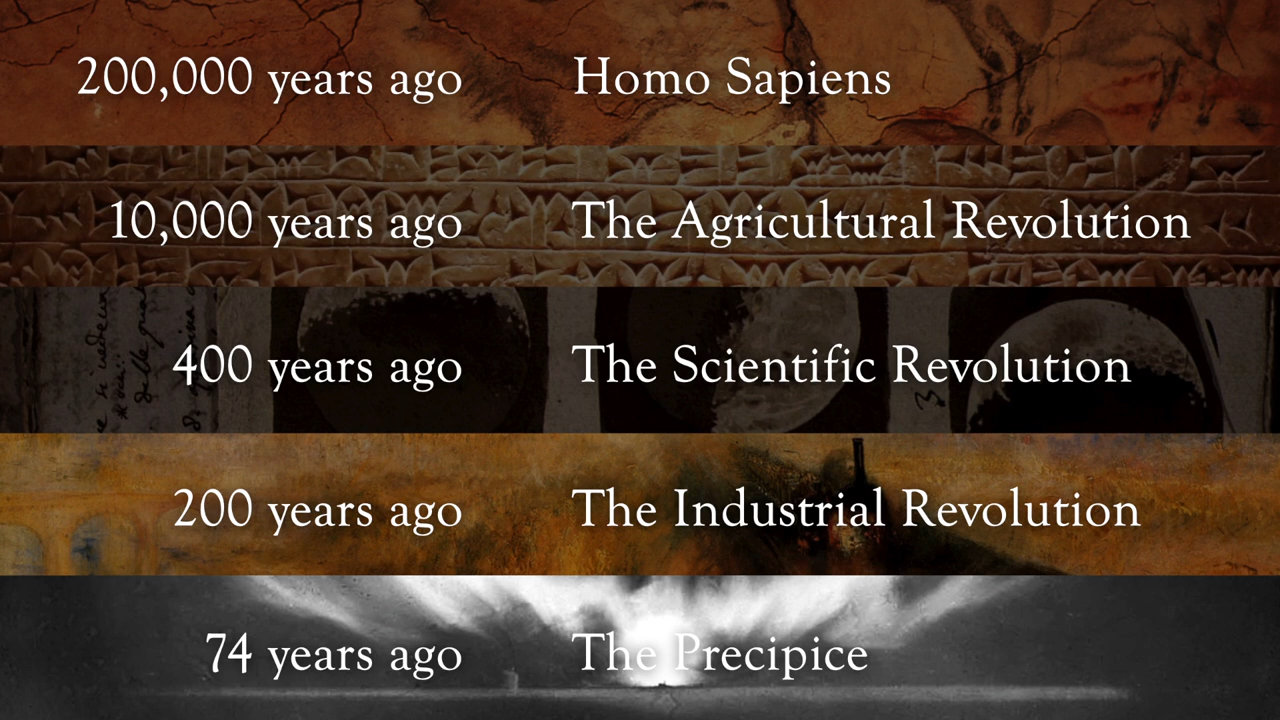 200,000 years ago Homo Sapiens
10,000 years ago The Agricultural Revolution
400 years ago The Scientific Revolution
200 years ago The Industrial Revolution
74 years ago The Precipice